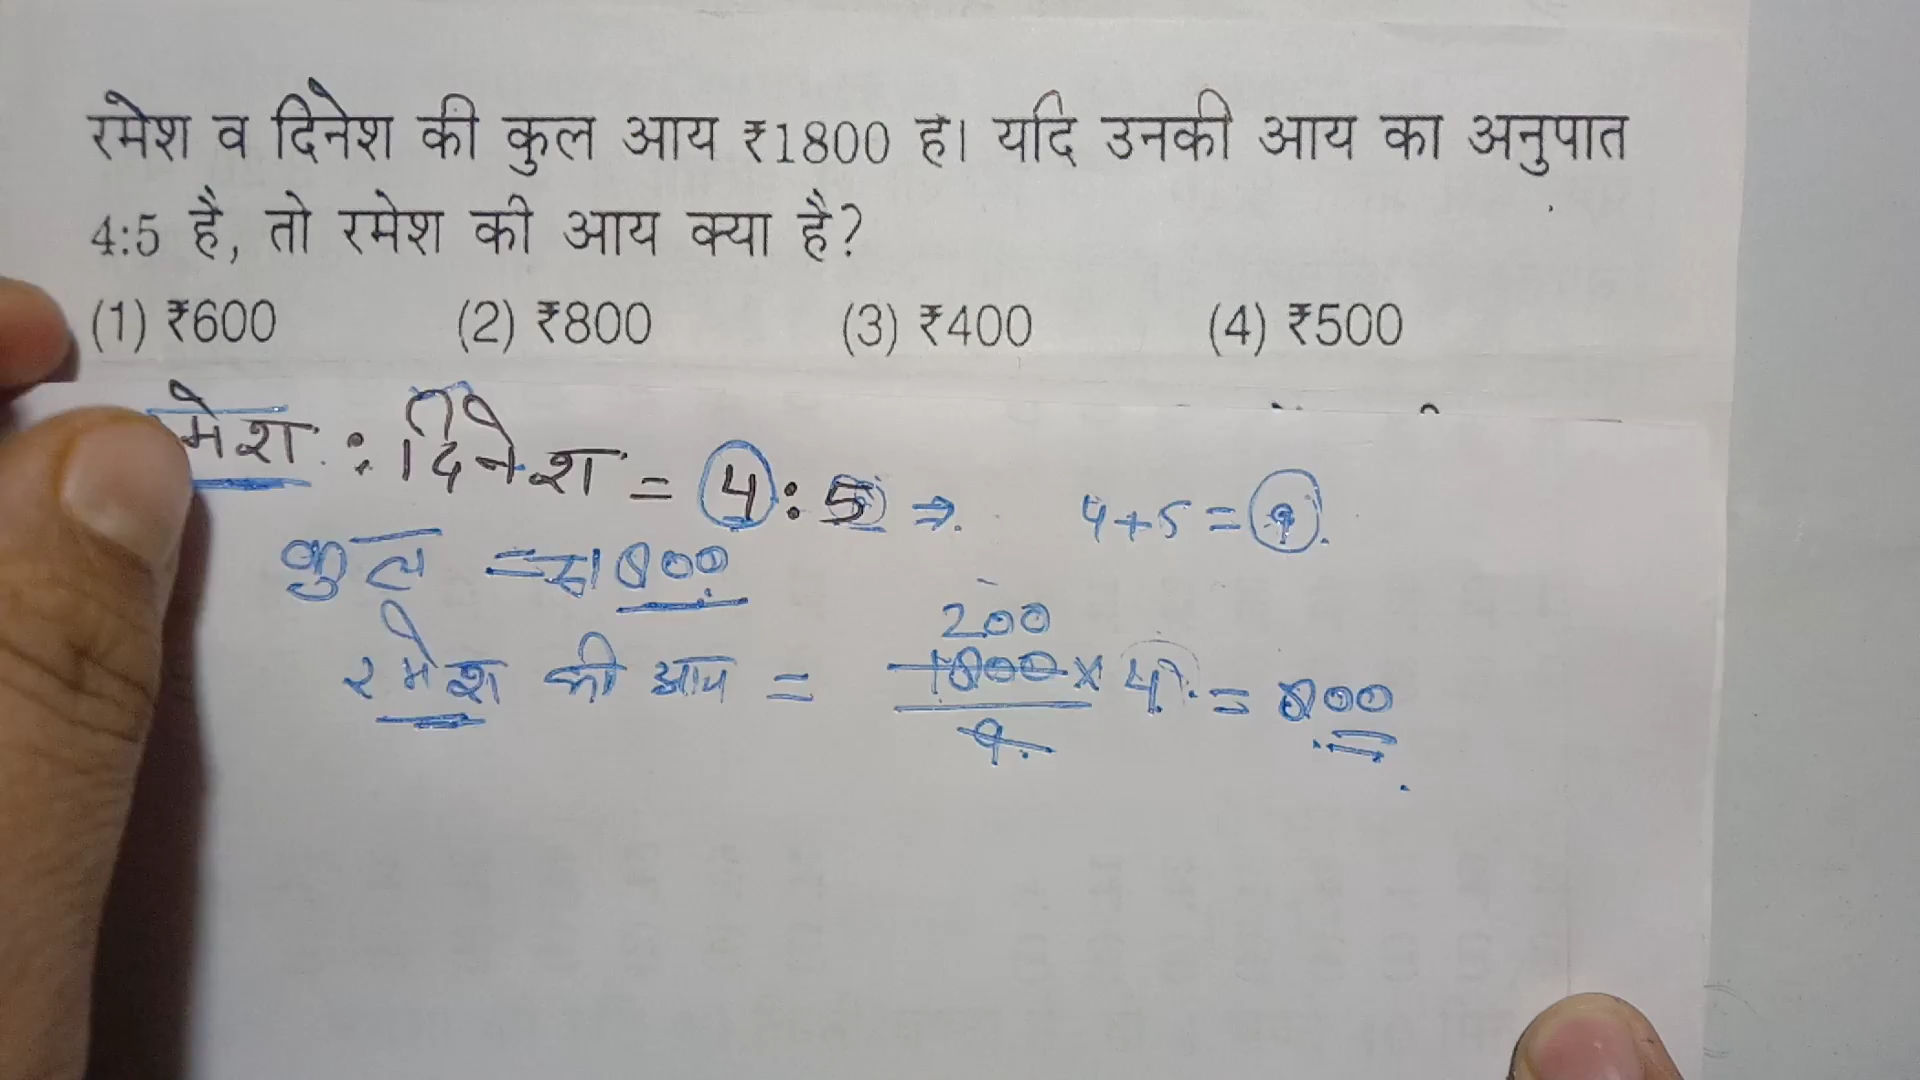 रमेश व दिनेश की कुल आय ₹1800 है। यदि उनकी आय का अनुपात
4:5 है, तो रमेश की आय क्या है?
(1) ₹600 (2) ₹800 (3) ₹400 (4) ₹500
मेश : दिनेश = 4 : 5 ⇒ 4+5 = 9
कुल = ₹1800
200
रमेश की आय = 1800 × 4 = 800
9